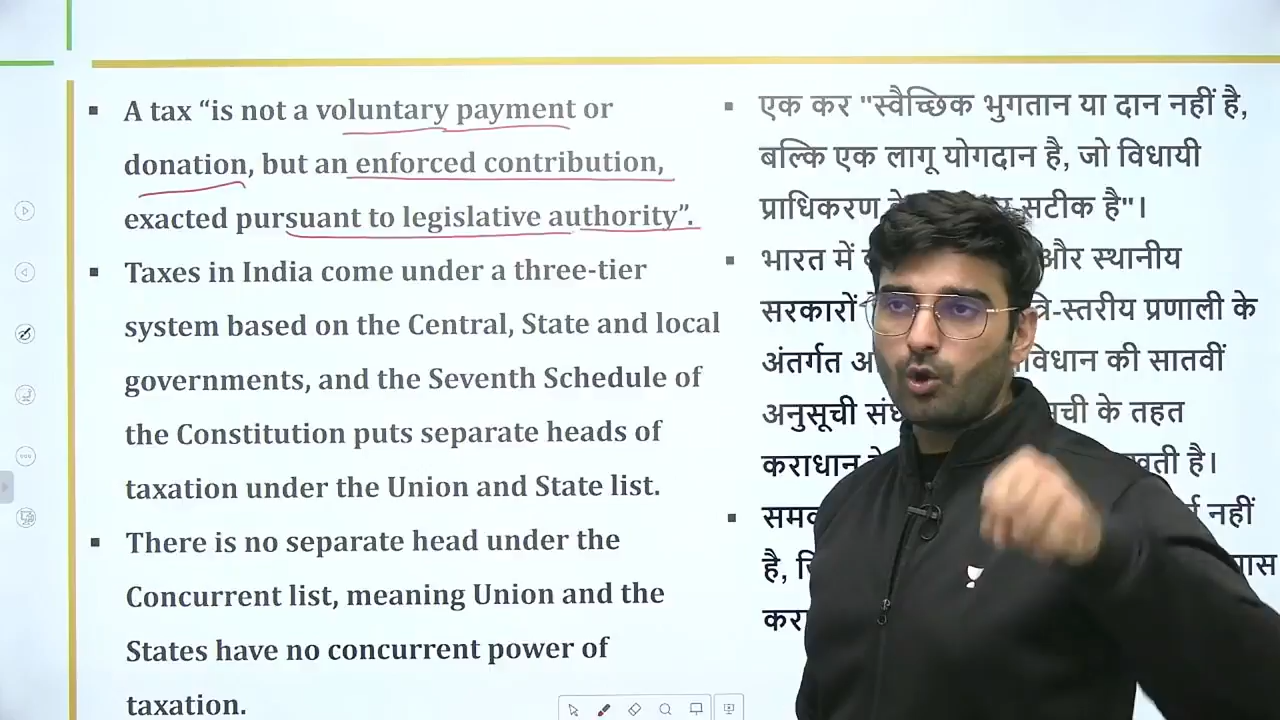 A tax “is not a voluntary payment or
donation, but an enforced contribution,
exacted pursuant to legislative authority”.
Taxes in India come under a three-tier
system based on the Central, State and local
governments, and the Seventh Schedule of
the Constitution puts separate heads of
taxation under the Union and State list.
There is no separate head under the
Concurrent list, meaning Union and the
States have no concurrent power of
taxation.
एक कर "स्वैच्छिक भुगतान या दान नहीं है,
बल्कि एक लागू योगदान है, जो विधायी
प्राधिकरण सटीक है"।
भारत में और स्थानीय
सरकारों त्रि-स्तरीय प्रणाली के
अंतर्गत की सातवीं
अनुसूची के तहत
कराधान है।
नहीं
है,